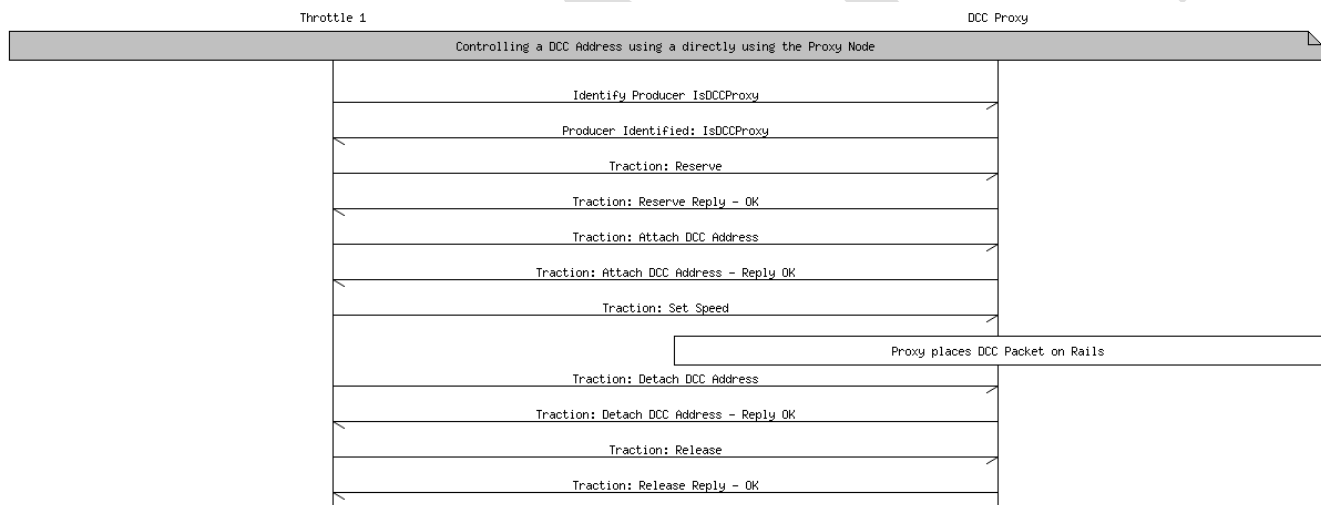 Throttle 1
DCC Proxy
Controlling a DCC Address using a directly using the Proxy Node
Identify Producer IsDCCProxy
Producer Identified: IsDCCProxy
Traction: Reserve
Traction: Reserve Reply - OK
Traction: Attach DCC Address
Traction: Attach DCC Address - Reply OK
Traction: Set Speed
Proxy places DCC Packet on Rails
Traction: Detach DCC Address
Traction: Detach DCC Address - Reply OK
Traction: Release
Traction: Release Reply - OK